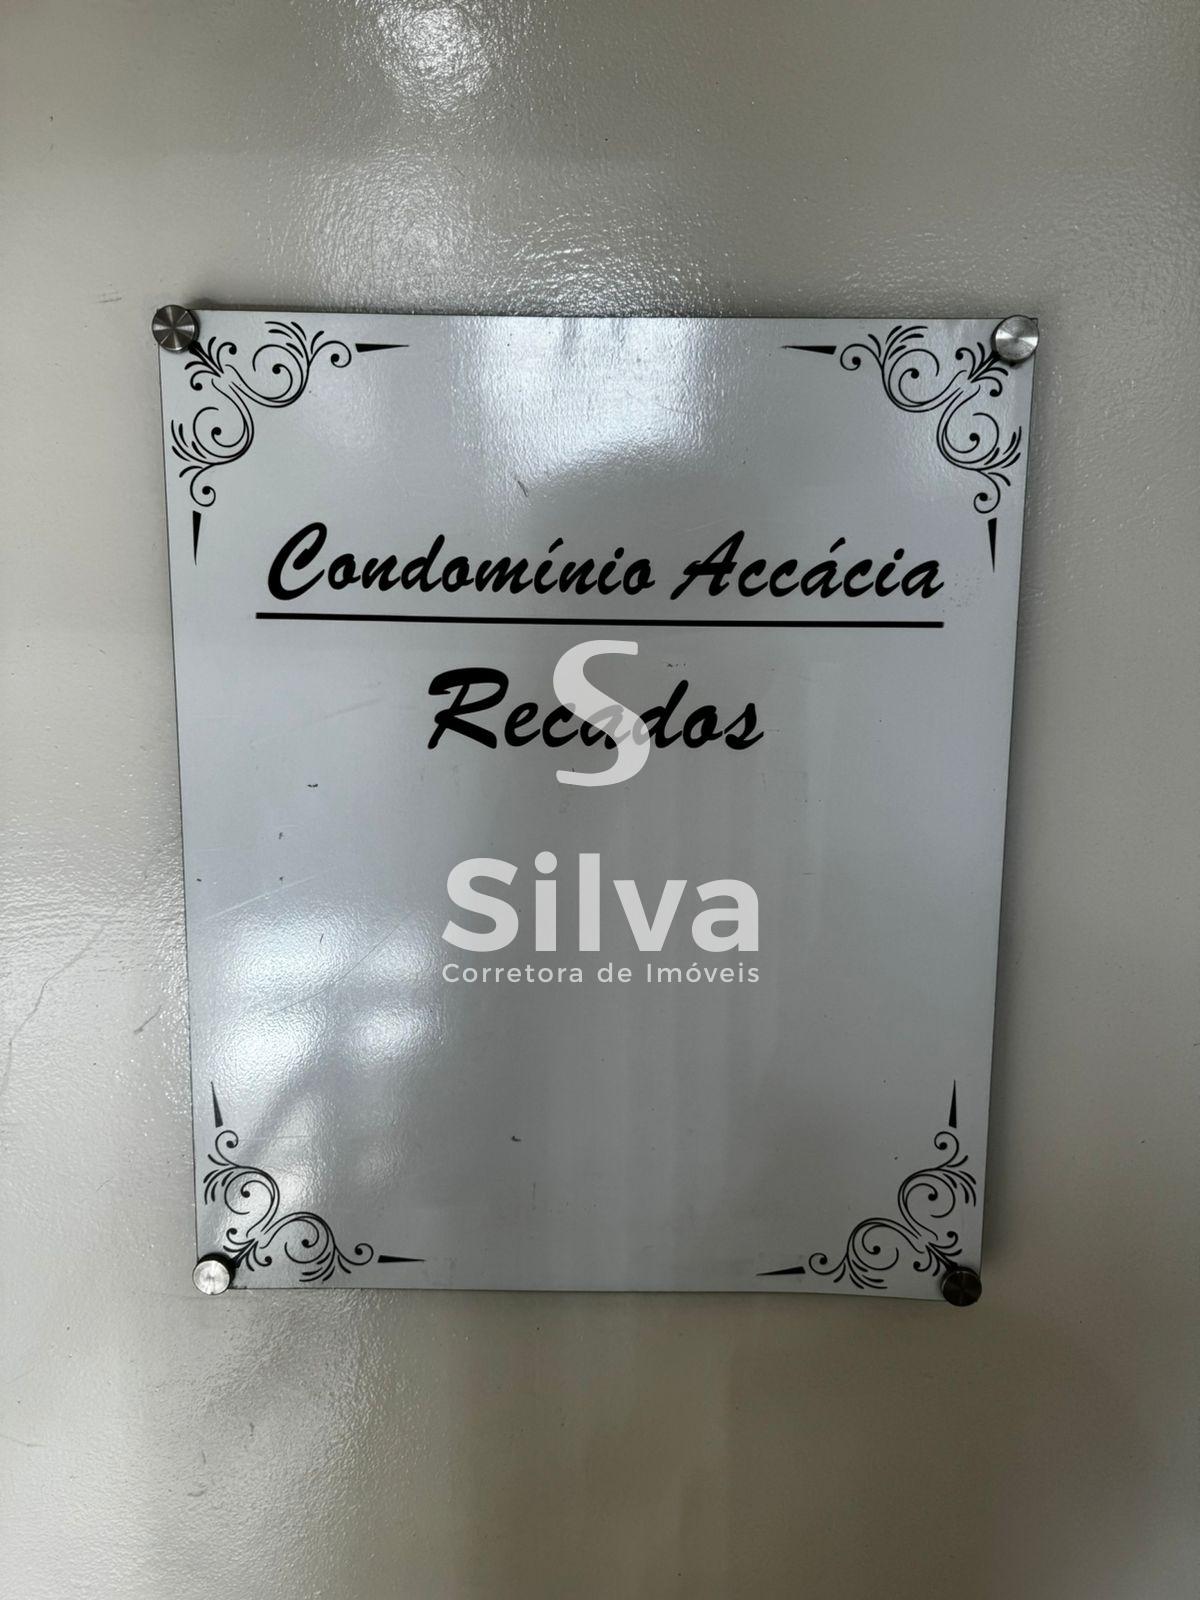 Condomínio Accácia
Recados
S
Silva
Corretora de Imóveis